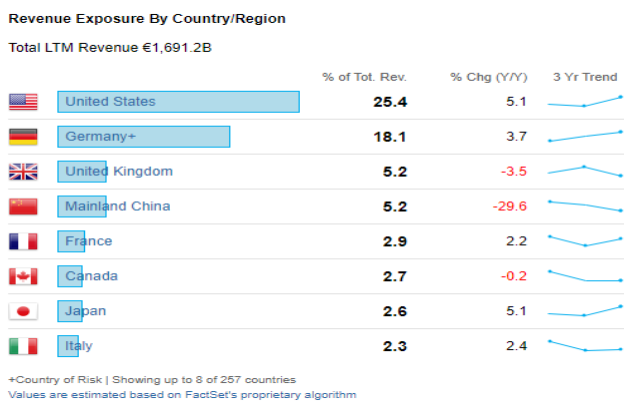 Revenue Exposure By Country/Region
Total LTM Revenue €1,691.2B
% of Tot. Rev. % Chg (Y/Y) 3 Yr Trend
United States 25.4 5.1
Germany+ 18.1 3.7
United Kingdom 5.2 -3.5
Mainland China 5.2 -29.6
France 2.9 2.2
Canada 2.7 -0.2
Japan 2.6 5.1
Italy 2.3 2.4
+Country of Risk | Showing up to 8 of 257 countries
Values are estimated based on FactSet's proprietary algorithm